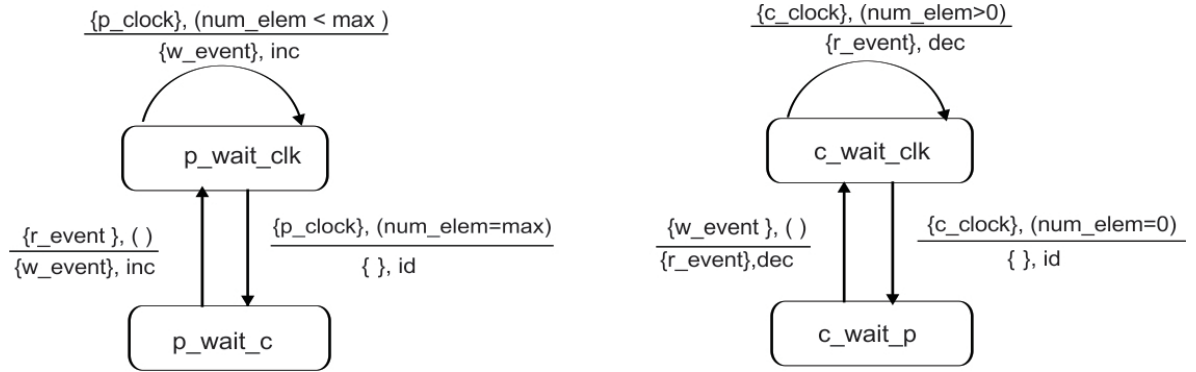 {p_clock}, (num_elem < max )
{w_event}, inc
p_wait_clk
{r_event }, ( )
{w_event}, inc
{p_clock}, (num_elem=max)
{ }, id
p_wait_c
{c_clock}, (num_elem>0)
{r_event}, dec
c_wait_clk
{w_event }, ( )
{r_event},dec
{c_clock}, (num_elem=0)
{ }, id
c_wait_p